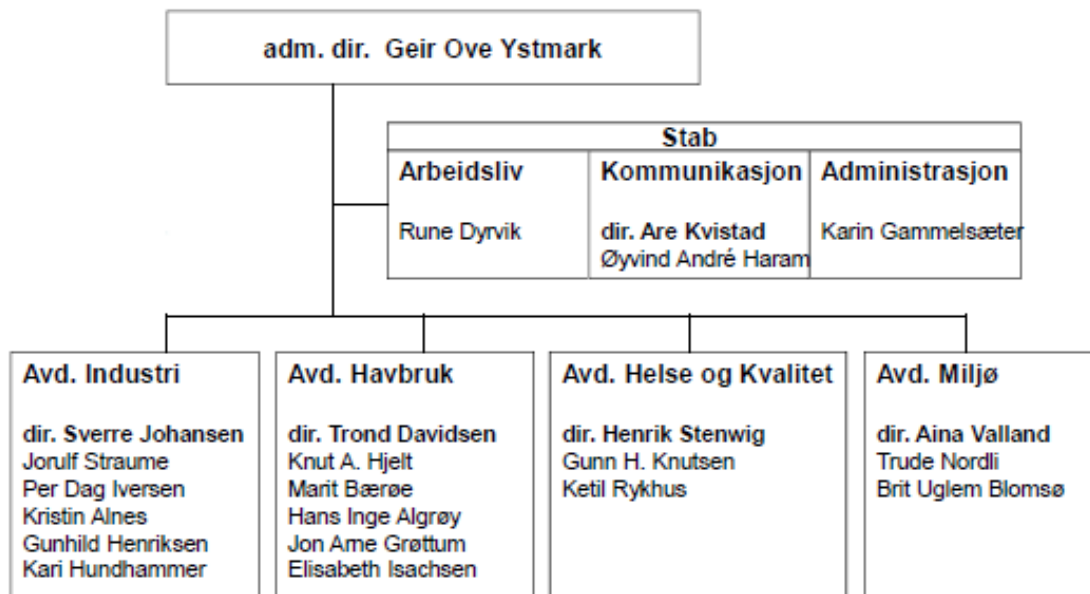 adm. dir. Geir Ove Ystmark
Stab
Arbeidsliv
Rune Dyrvik
Kommunikasjon
dir. Are Kvistad
Øyvind André Haram
Administrasjon
Karin Gammelsæter
Avd. Industri
dir. Sverre Johansen
Jorulf Straume
Per Dag Iversen
Kristin Alnes
Gunhild Henriksen
Kari Hundhammer
Avd. Havbruk
dir. Trond Davidsen
Knut A. Hjelt
Marit Bærøe
Hans Inge Algrøy
Jon Arne Grøttum
Elisabeth Isachsen
Avd. Helse og Kvalitet
dir. Henrik Stenwig
Gunn H. Knutsen
Ketil Rykhus
Avd. Miljø
dir. Aina Valland
Trude Nordli
Brit Uglem Blomsø